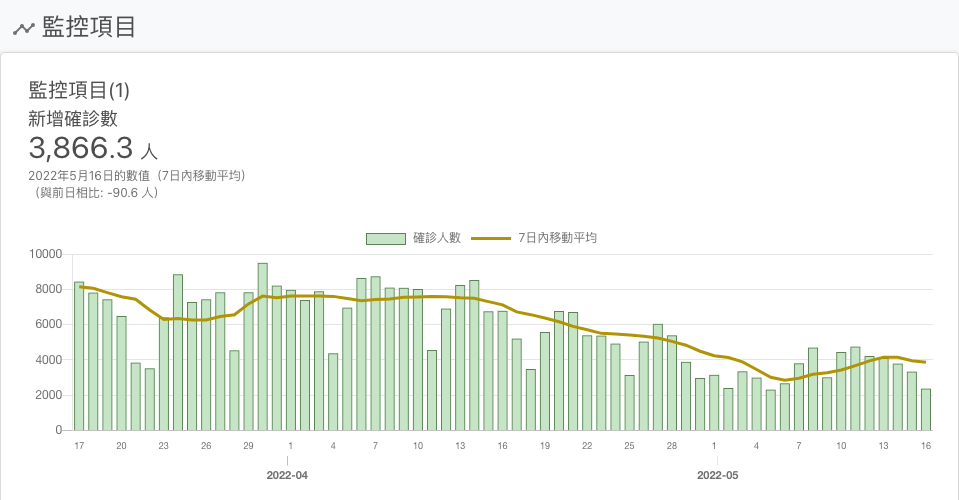 監控項目
監控項目(1)
新增確診數
3,866.3 人
2022年5月16日的數值（7日內移動平均）
（與前日相比: -90.6 人）
確診人數 7日內移動平均
10000
8000
6000
4000
2000
0
17 20 23 26 29 1 4 7 10 13 16 19 22 25 28 1 4 7 10 13 16
2022-04 2022-05